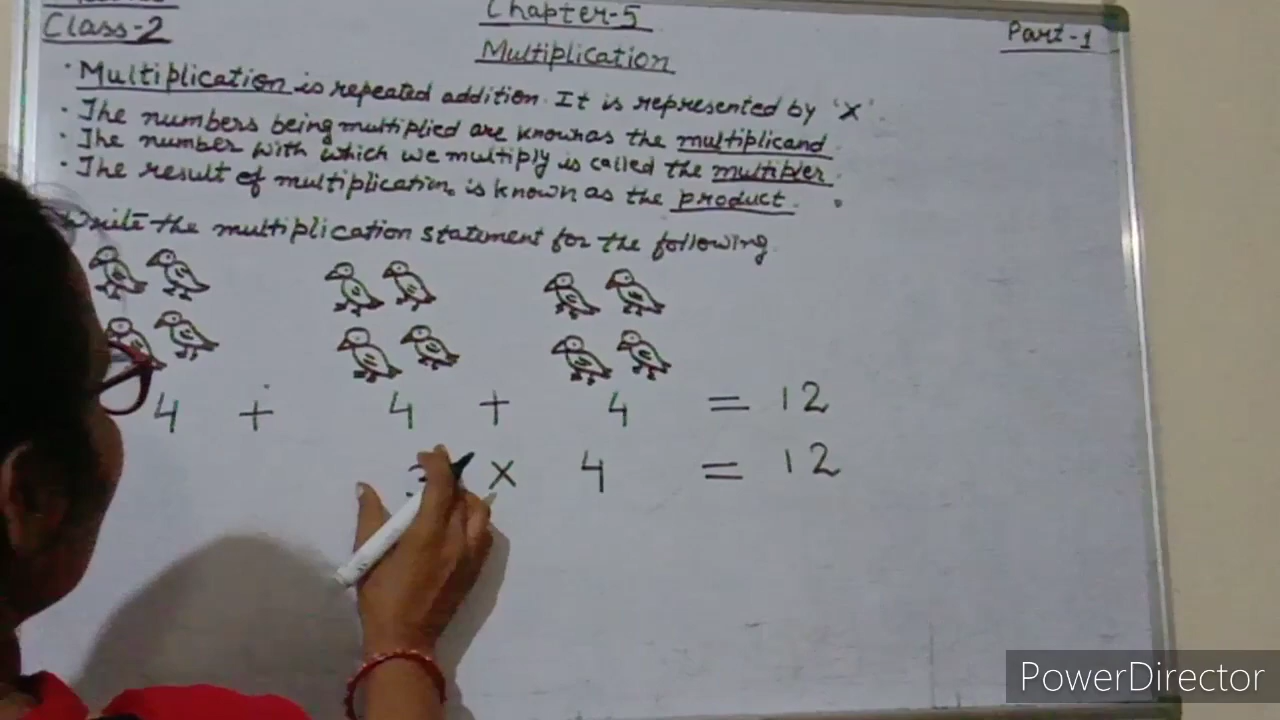 Class-2
Chapter-5
Part-1
Multiplication
· Multiplication is repeated addition. It is represented by 'X'
· The numbers being multiplied are known as the multiplicand.
· The number with which we multiply is called the multiplier.
· The result of multiplication is known as the product.
Write the multiplication statement for the following
4 + 4 + 4 = 12
x 4 = 12
PowerDirector